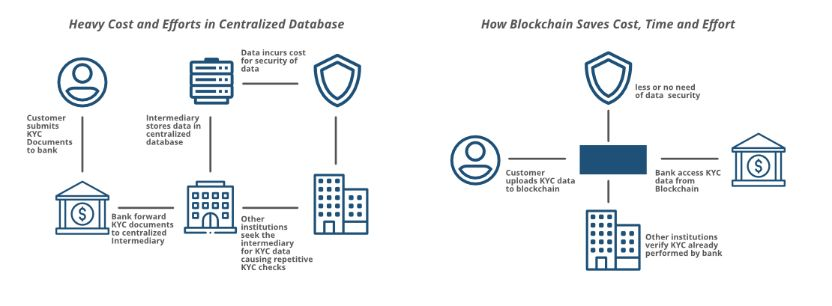 Heavy Cost and Efforts in Centralized Database
Data incurs cost
for security of
data
Customer
submits
KYC
Documents
to bank
Intermediary
stores data in
centralized
database
Bank forward
KYC documents
to centralized
Intermediary
Other
institutions
seek the
intermediary
for KYC data
causing repetitive
KYC checks
How Blockchain Saves Cost, Time and Effort
less or no need
of data security
Customer
uploads KYC data
to blockchain
Bank access KYC
data from
Blockchain
Other institutions
verify KYC already
performed by bank